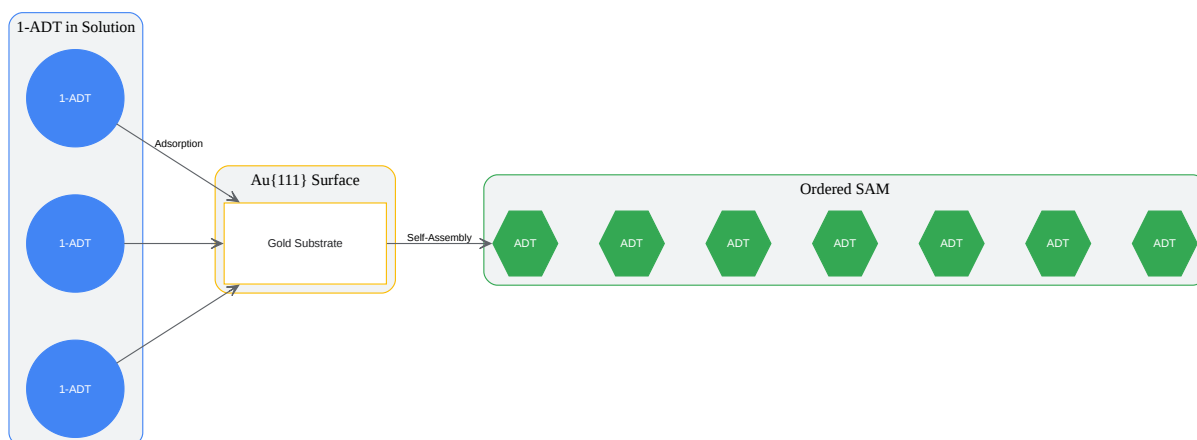 1-ADT in Solution
1-ADT
1-ADT
1-ADT
Adsorption
Au{111} Surface
Gold Substrate
Self-Assembly
Ordered SAM
ADT
ADT
ADT
ADT
ADT
ADT
ADT